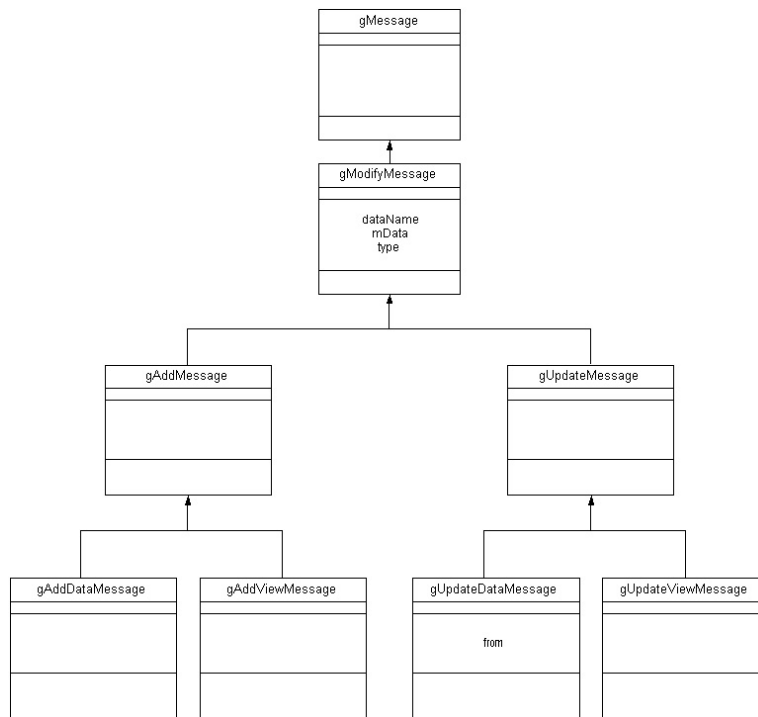 gMessage
gModifyMessage
dataName
mData
type
gAddMessage
gUpdateMessage
gAddDataMessage
gAddViewMessage
gUpdateDataMessage
gUpdateViewMessage
from